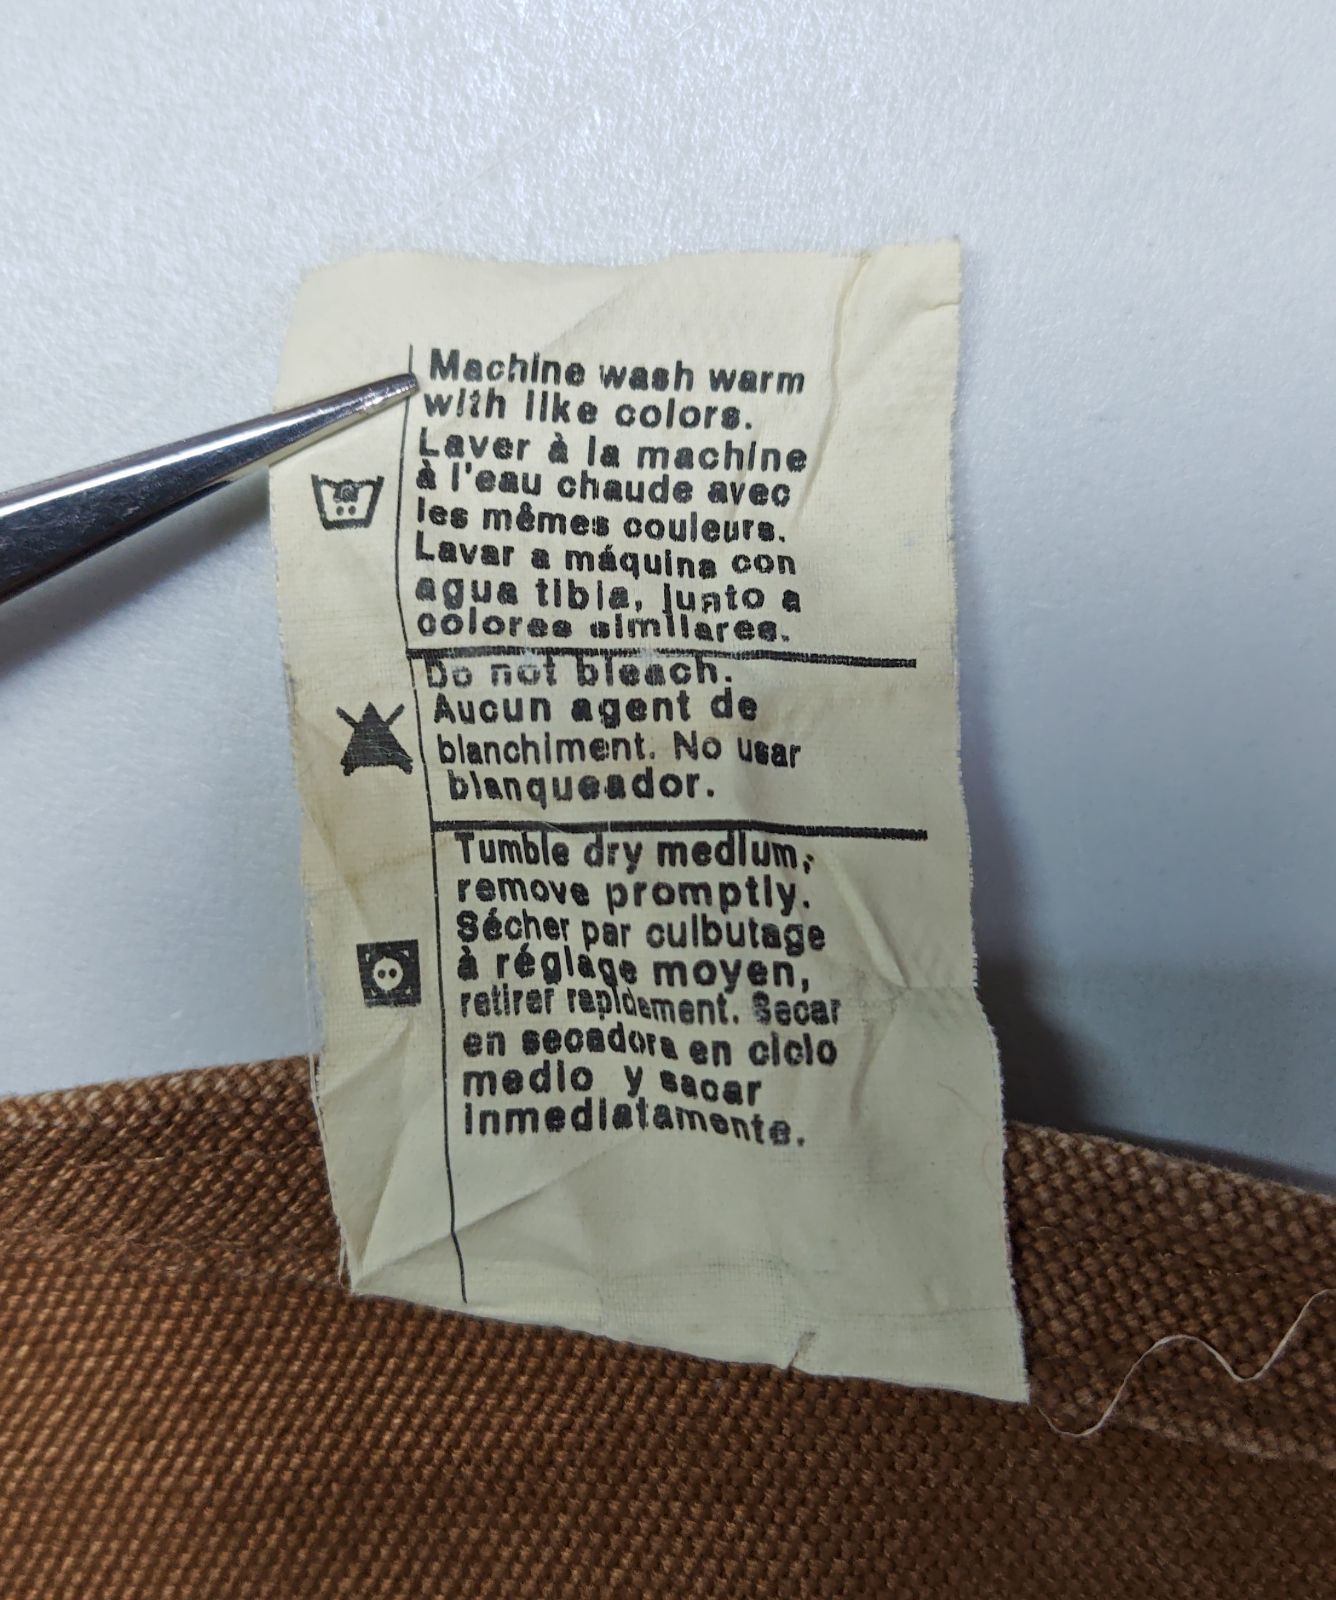 Machine wash warm
with like colors.
Laver à la machine
à l'eau chaude avec
les mêmes couleurs.
Lavar a máquina con
agua tibia, junto a
colores similares.
Do not bleach.
Aucun agent de
blanchiment. No usar
blanqueador.
Tumble dry medium,
remove promptly.
Sécher par culbutage
à réglage moyen,
retirer rapidement. Secar
en secadora en ciclo
medio y sacar
inmediatamente.